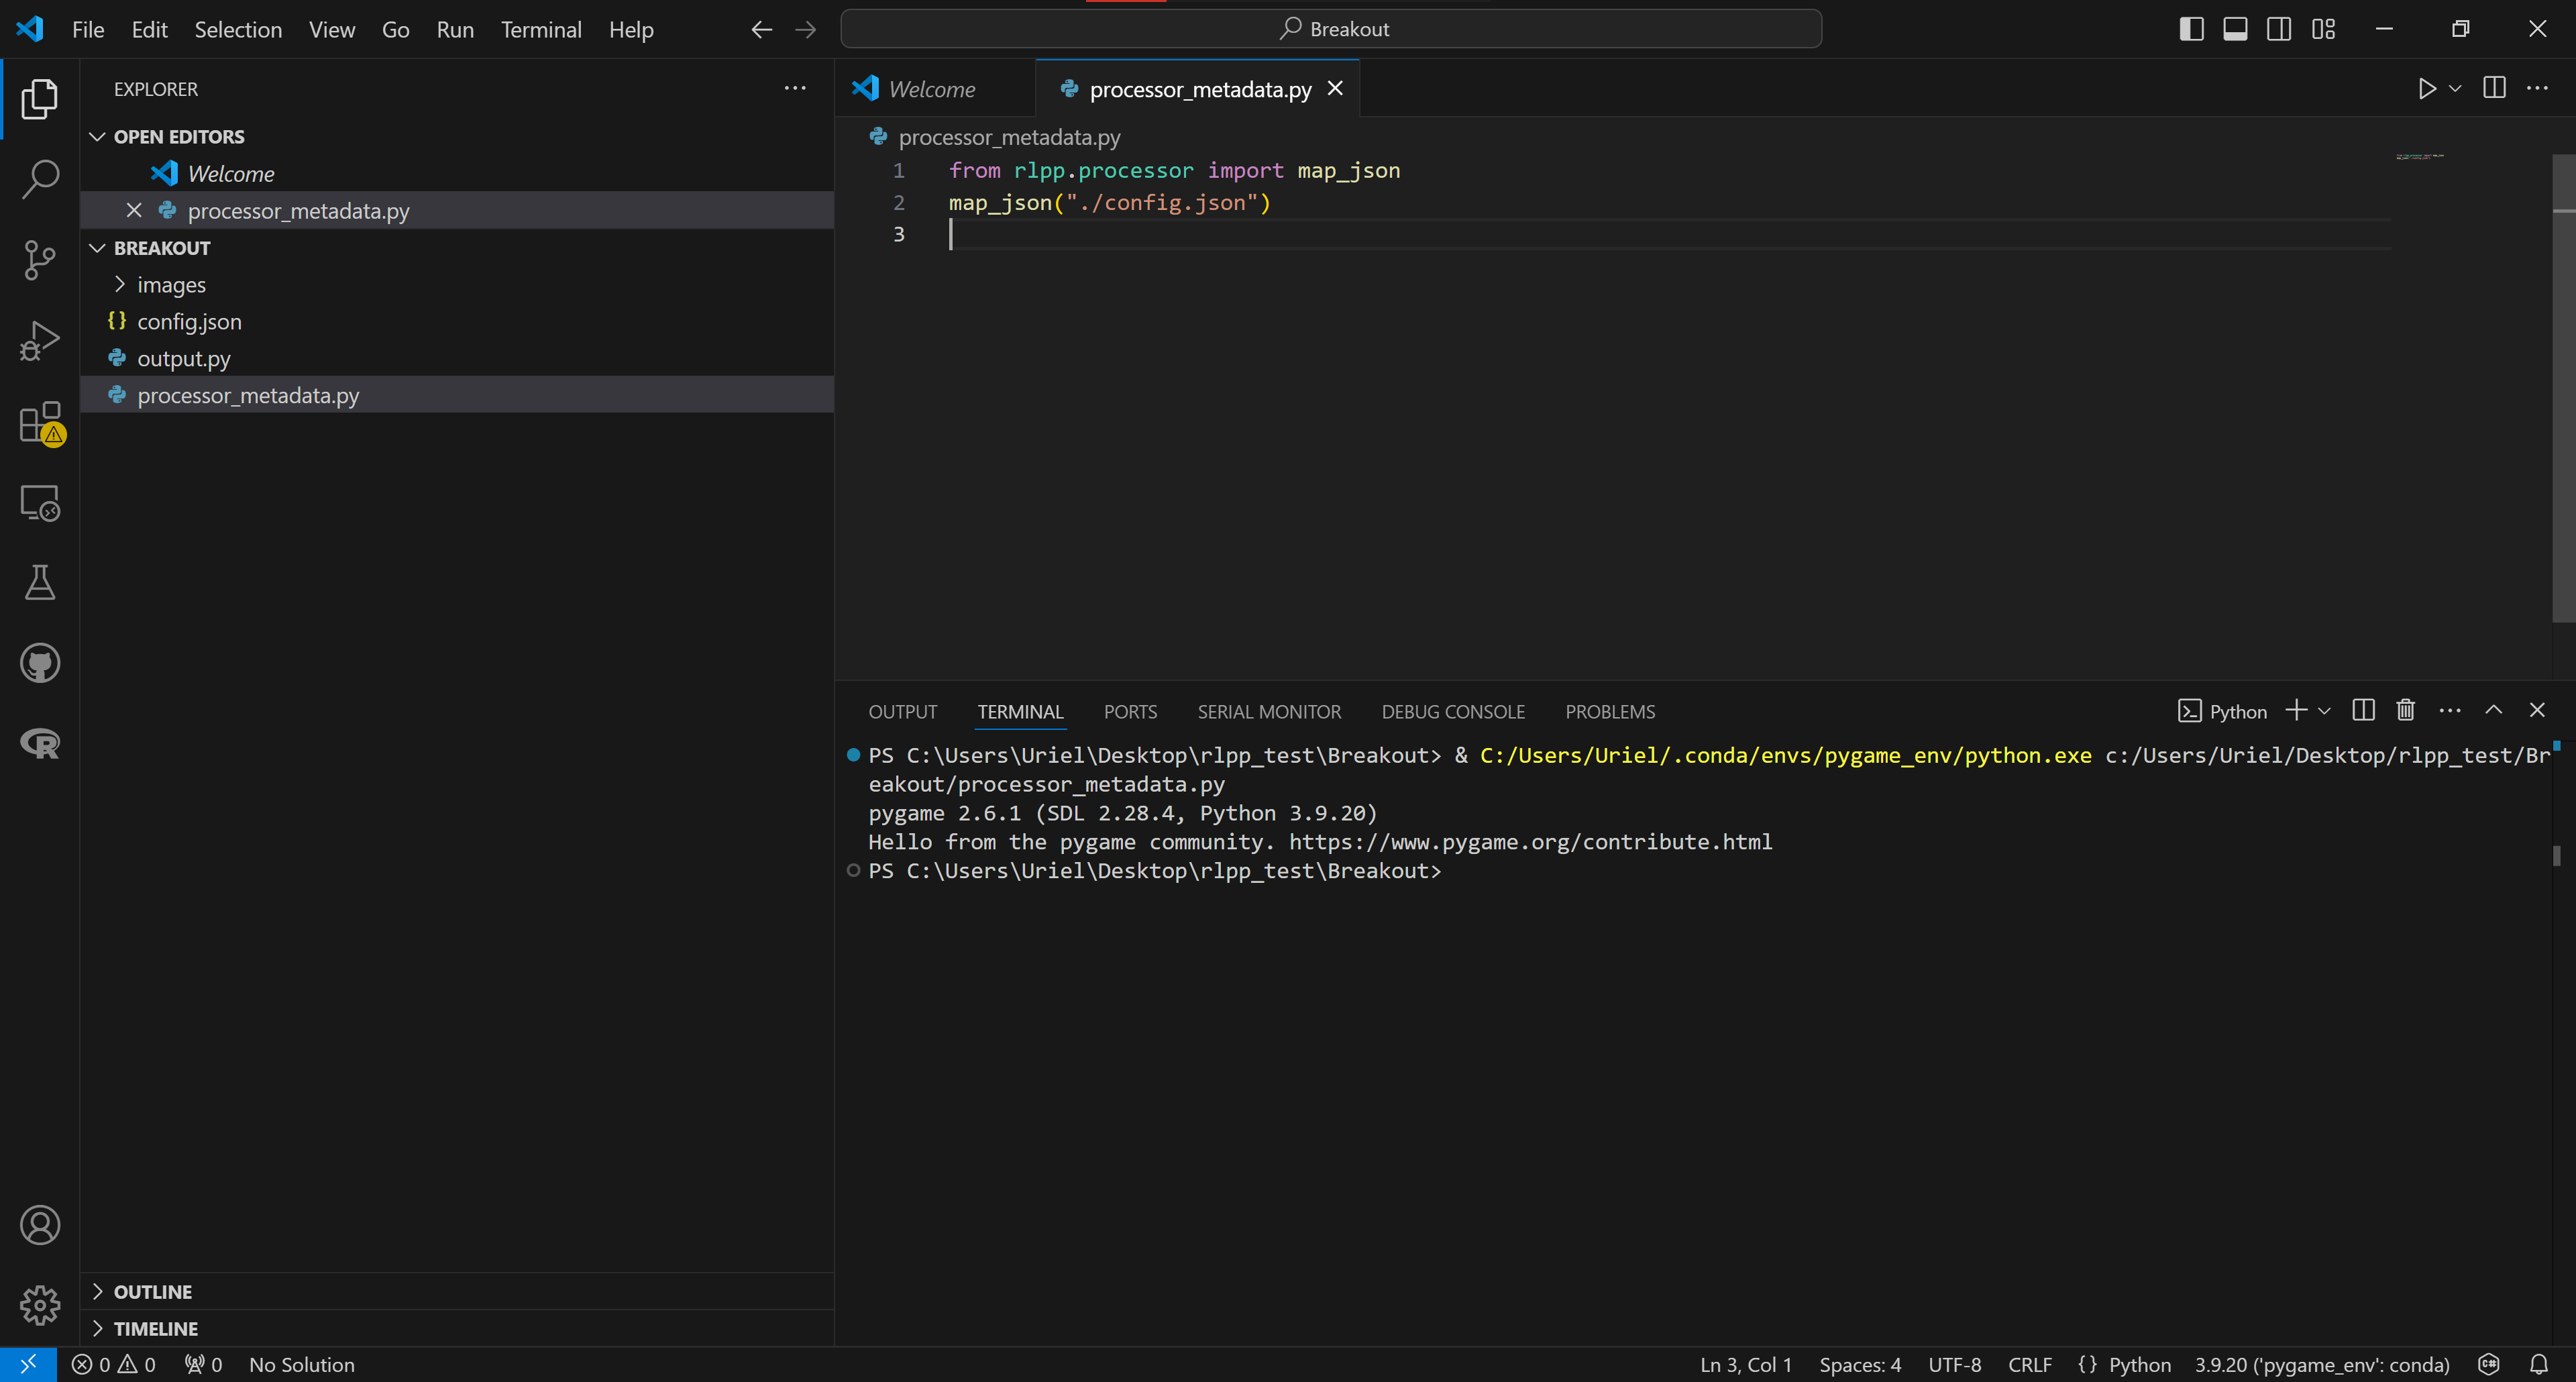 File Edit Selection View Go Run Terminal Help
Breakout
EXPLORER
OPEN EDITORS
Welcome
processor_metadata.py
BREAKOUT
images
{} config.json
output.py
processor_metadata.py
OUTLINE
TIMELINE
Welcome
processor_metadata.py
processor_metadata.py
1 from rlpp.processor import map_json
2 map_json("./config.json")
3
OUTPUT TERMINAL PORTS SERIAL MONITOR DEBUG CONSOLE PROBLEMS
Python
PS C:\Users\Uriel\Desktop\rlpp_test\Breakout> & C:/Users/Uriel/.conda/envs/pygame_env/python.exe c:/Users/Uriel/Desktop/rlpp_test/Br
eakout/processor_metadata.py
pygame 2.6.1 (SDL 2.28.4, Python 3.9.20)
Hello from the pygame community. https://www.pygame.org/contribute.html
PS C:\Users\Uriel\Desktop\rlpp_test\Breakout>
0 0 0 No Solution
Ln 3, Col 1 Spaces: 4 UTF-8 CRLF {} Python 3.9.20 ('pygame_env': conda)